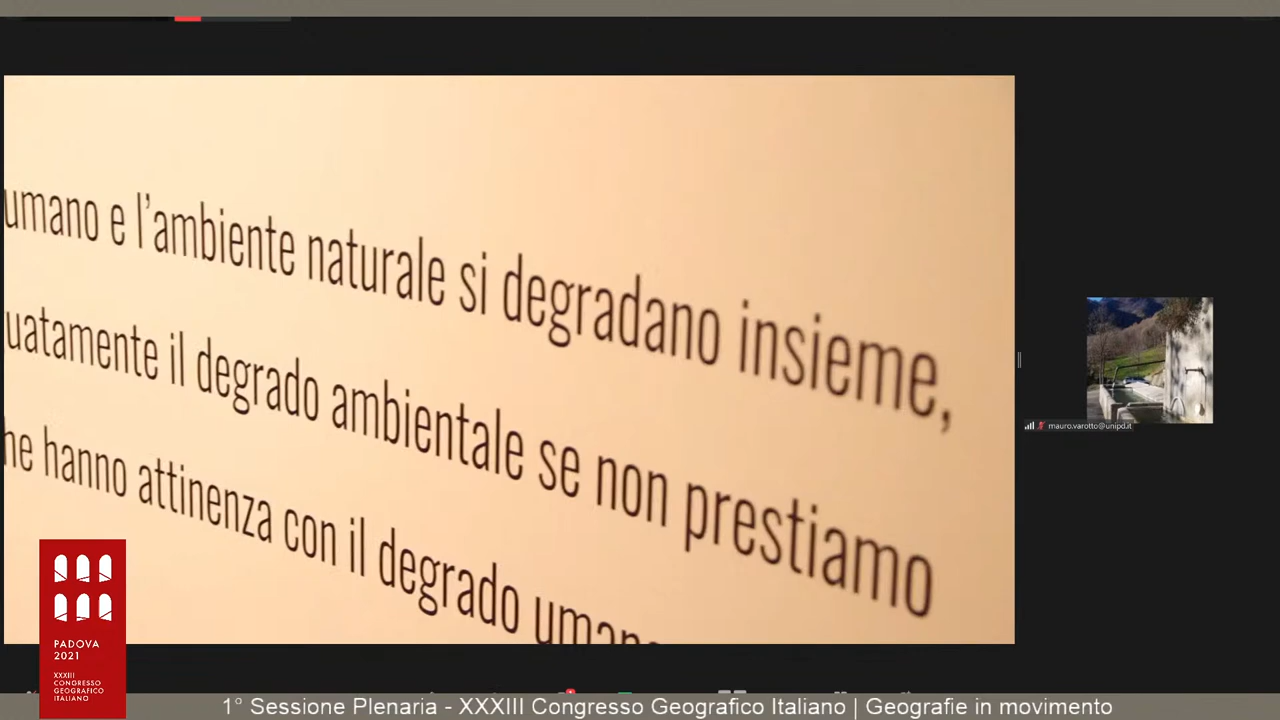 umano e l'ambiente naturale si degradano insieme,
uatamente il degrado ambientale se non prestiamo
he hanno attinenza con il degrado
mauro.varotto@unipd.it
PADOVA
2021
XXXIII
CONGRESSO
GEOGRAFICO
ITALIANO
1° Sessione Plenaria - XXXIII Congresso Geografico Italiano | Geografie in movimento